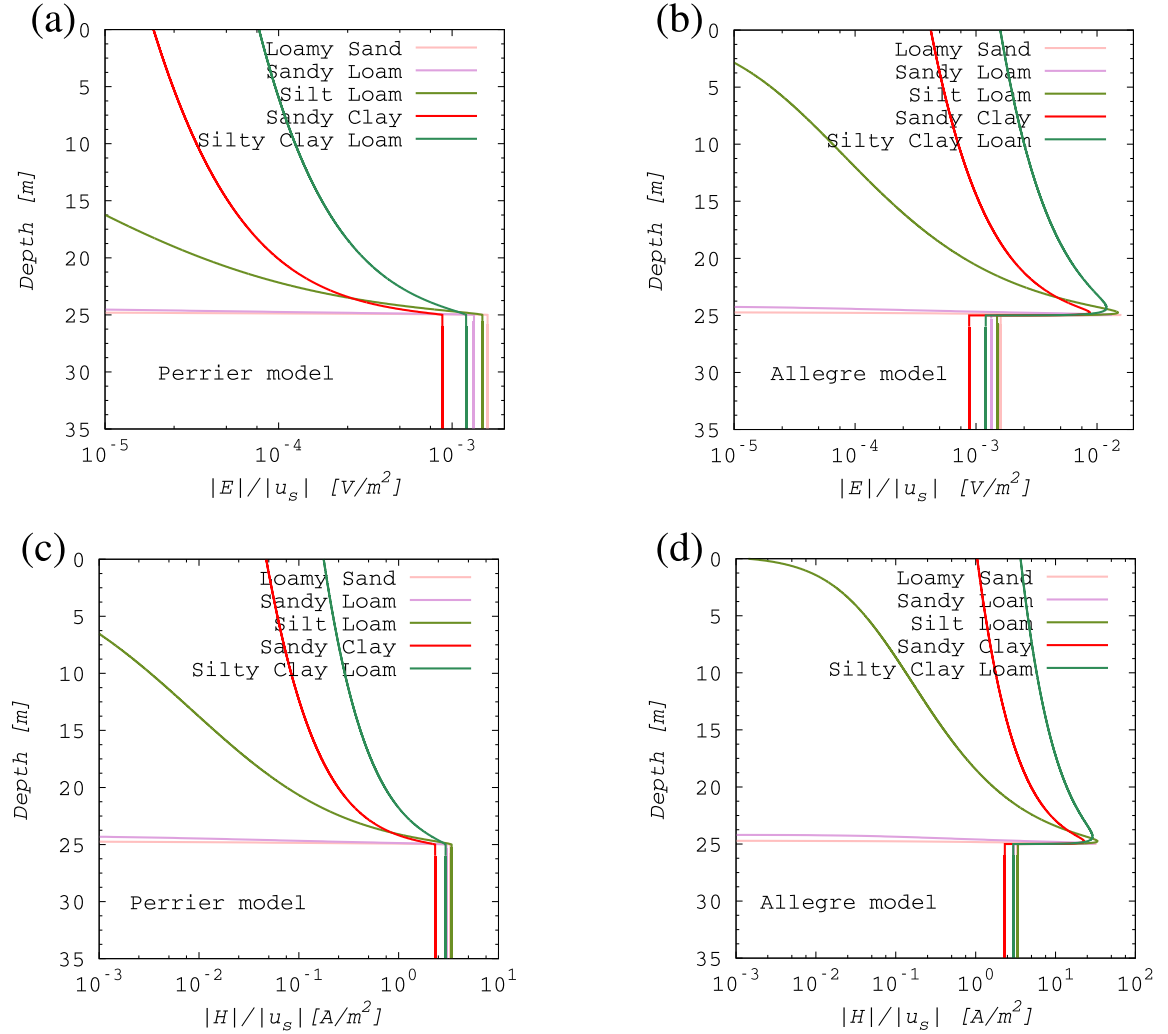 (a)
0
5
10
15
20
25
30
35
Depth [m]
Loamy Sand
Sandy Loam
Silt Loam
Sandy Clay
Silty Clay Loam
Perrier model
10^-5 10^-4 10^-3
|E|/|u_s| [V/m^2]
(b)
0
5
10
15
20
25
30
35
Depth [m]
Loamy Sand
Sandy Loam
Silt Loam
Sandy Clay
Silty Clay Loam
Allegre model
10^-5 10^-4 10^-3 10^-2
|E|/|u_s| [V/m^2]
(c)
0
5
10
15
20
25
30
35
Depth [m]
Loamy Sand
Sandy Loam
Silt Loam
Sandy Clay
Silty Clay Loam
Perrier model
10^-3 10^-2 10^-1 10^0 10^1
|H|/|u_s| [A/m^2]
(d)
0
5
10
15
20
25
30
35
Depth [m]
Loamy Sand
Sandy Loam
Silt Loam
Sandy Clay
Silty Clay Loam
Allegre model
10^-3 10^-2 10^-1 10^0 10^1 10^2
|H|/|u_s| [A/m^2]